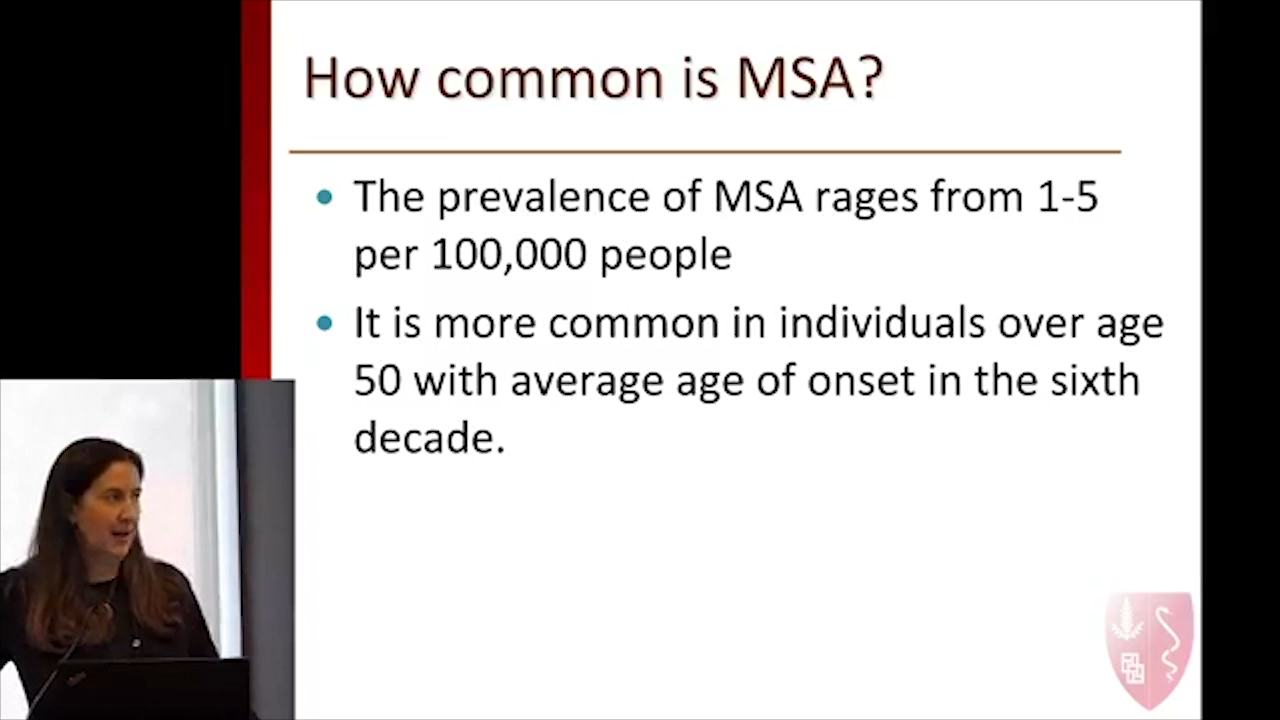 How common is MSA?
• The prevalence of MSA rages from 1-5
per 100,000 people
• It is more common in individuals over age
50 with average age of onset in the sixth
decade.